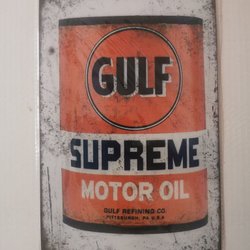 GULF
SUPREME
MOTOR OIL
GULF REFINING CO.
PITTSBURGH, PA. U.S.A